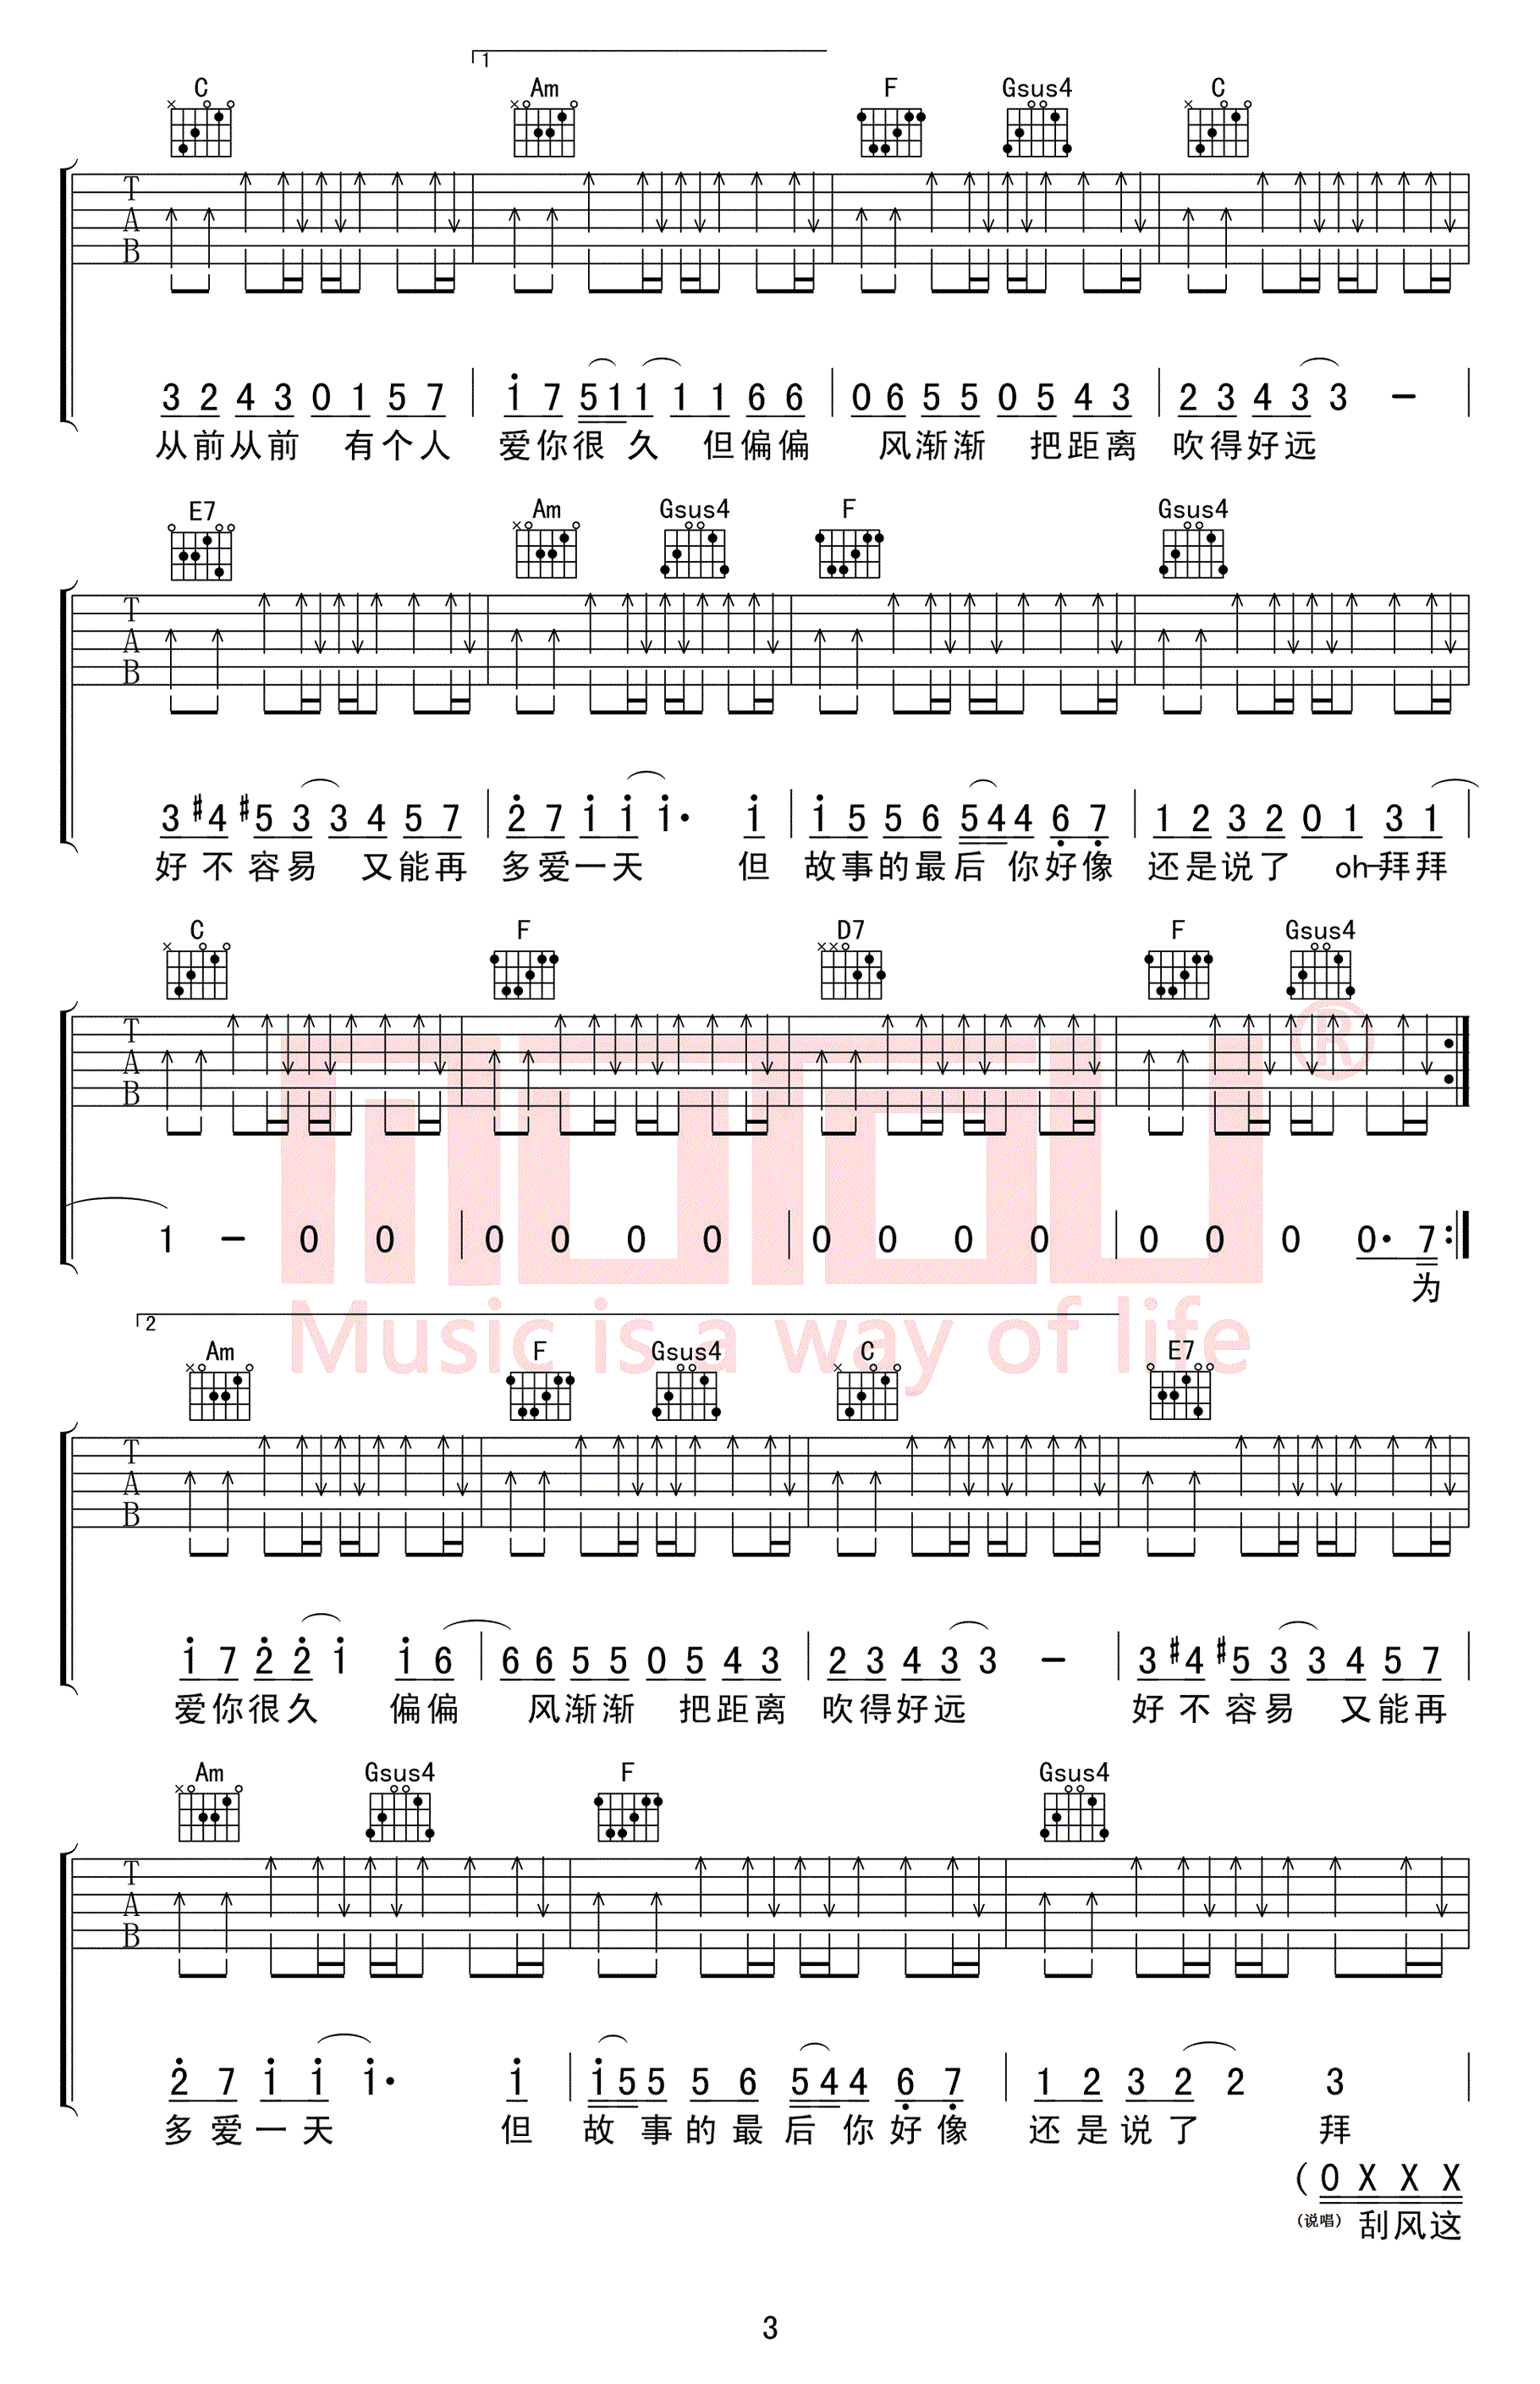 1
C Am F Gsus4 C
T
A
B
3 2 4 3 0 1 5 7 | i 7 5 1 1 1 1 6 6 | 0 6 5 5 0 5 4 3 | 2 3 4 3 3 - |
从前从前 有个人 爱你很 久 但偏偏 风渐渐 把距离 吹得好远
E7 Am Gsus4 F Gsus4
T
A
B
3 #4 #5 3 3 4 5 7 | 2̇ 7 i i i· i | i 5 5 6 5 4 4 6̣ 7̣ | 1 2 3 2 0 1 3 1 |
好 不 容易 又能再 多爱一天 但 故事的最后 你好像 还是说了 oh—拜拜
C F D7 F Gsus4
T
A
B
1 - 0 0 | 0 0 0 0 | 0 0 0 0 | 0 0 0 0· 7 :|
为
Music is a way of life
®
2
Am F Gsus4 C E7
T
A
B
i 7 2̇ 2̇ i i 6 | 6 6 5 5 0 5 4 3 | 2 3 4 3 3 - | 3 #4 #5 3 3 4 5 7 |
爱你很久 偏偏 风渐渐 把距离 吹得好远 好 不 容易 又能再
Am Gsus4 F Gsus4
T
A
B
2̇ 7 i i i· i | i 5 5 5 6 5 4 4 6̣ 7̣ | 1 2 3 2 2 3 |
多爱一天 但 故 事的最后 你好像 还是说了 拜
( 0 X X X
(说唱) 刮风这
3